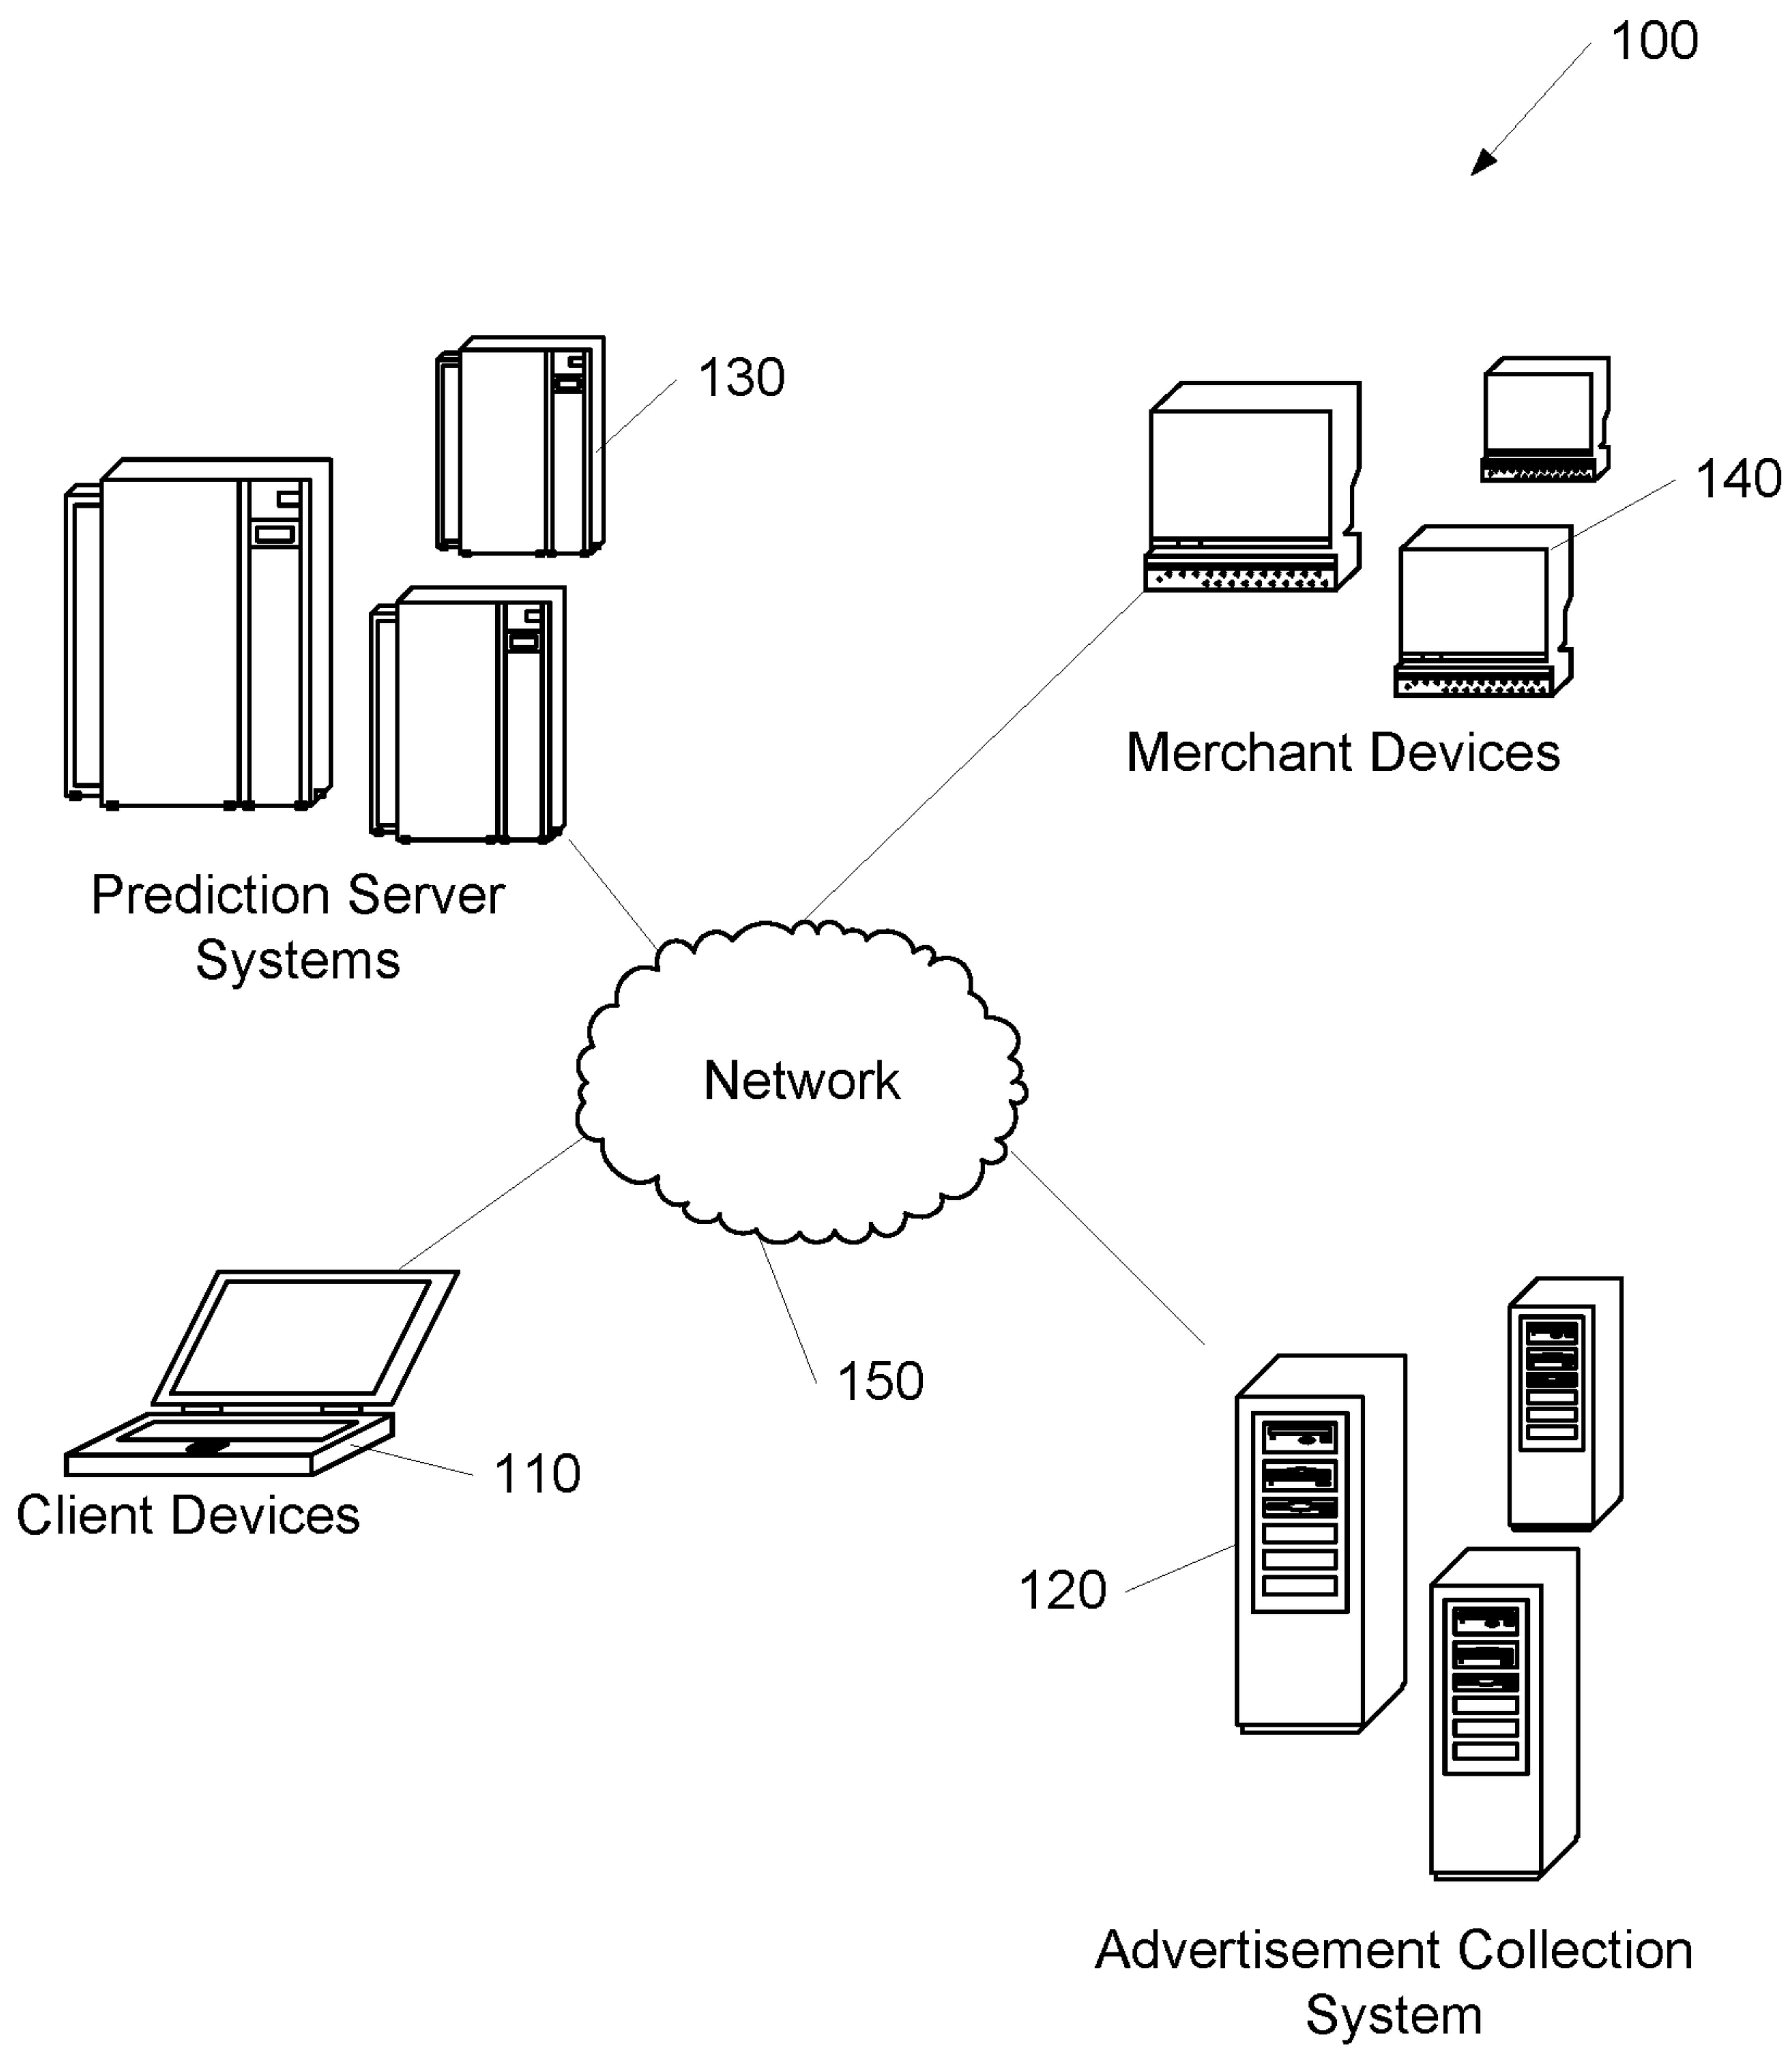 100
130
140
Merchant Devices
Prediction Server
Systems
Network
150
110
Client Devices
120
Advertisement Collection
System